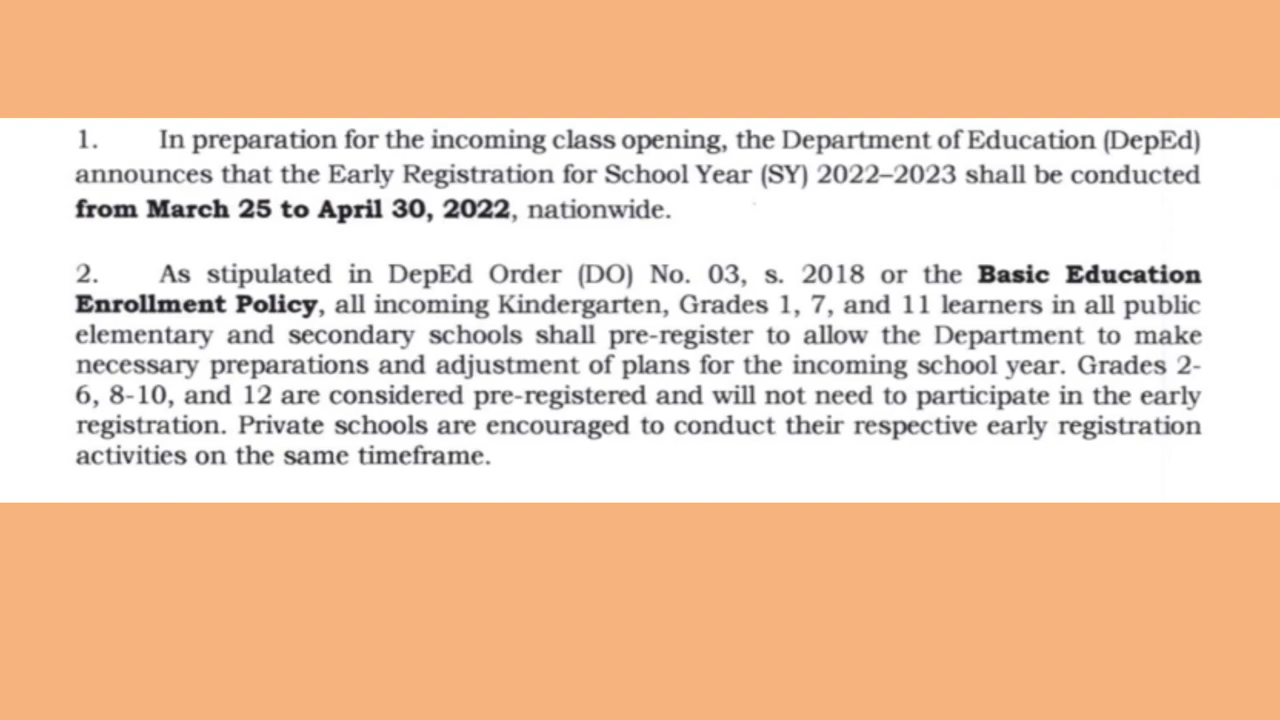 1. In preparation for the incoming class opening, the Department of Education (DepEd)
announces that the Early Registration for School Year (SY) 2022–2023 shall be conducted
from March 25 to April 30, 2022, nationwide.
2. As stipulated in DepEd Order (DO) No. 03, s. 2018 or the Basic Education
Enrollment Policy, all incoming Kindergarten, Grades 1, 7, and 11 learners in all public
elementary and secondary schools shall pre-register to allow the Department to make
necessary preparations and adjustment of plans for the incoming school year. Grades 2-
6, 8-10, and 12 are considered pre-registered and will not need to participate in the early
registration. Private schools are encouraged to conduct their respective early registration
activities on the same timeframe.